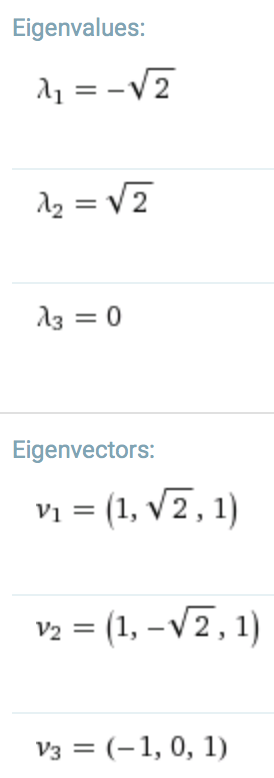 Eigenvalues:
λ₁ = −√2
λ₂ = √2
λ₃ = 0
Eigenvectors:
v₁ = (1, √2, 1)
v₂ = (1, −√2, 1)
v₃ = (−1, 0, 1)